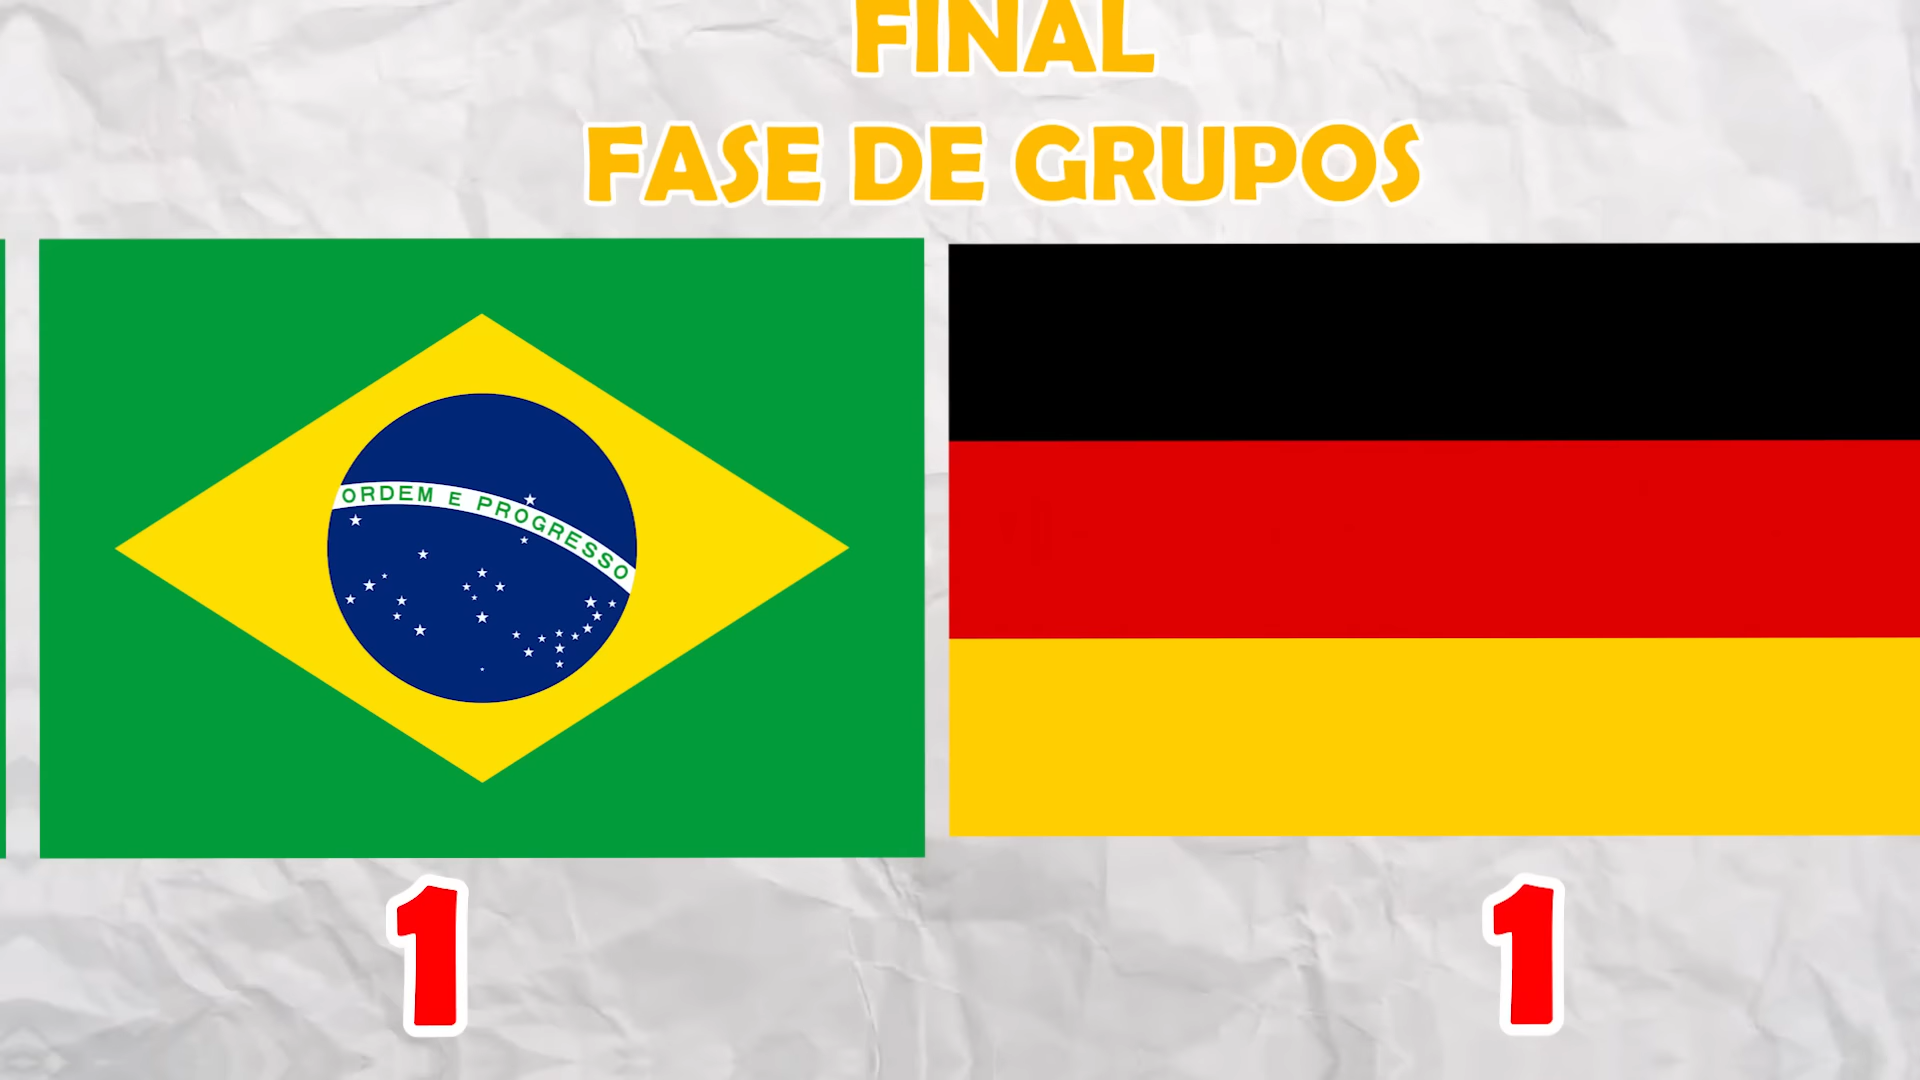 FINAL
FASE DE GRUPOS
ORDEM E PROGRESSO
1
1